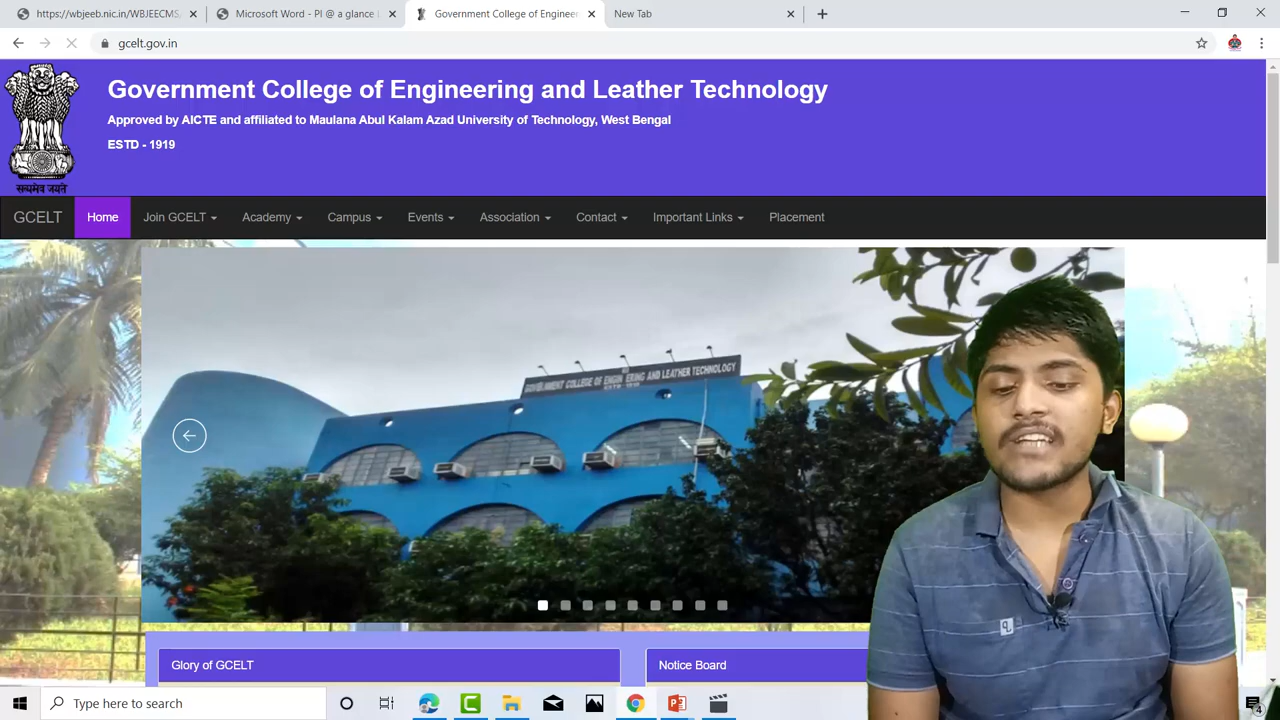 https://wbjeeb.nic.in/WBJEECMS
Microsoft Word - PI @ a glance
Government College of Engineer
New Tab
gcelt.gov.in
Government College of Engineering and Leather Technology
Approved by AICTE and affiliated to Maulana Abul Kalam Azad University of Technology, West Bengal
ESTD - 1919
सत्यमेव जयते
GCELT Home Join GCELT Academy Campus Events Association Contact Important Links Placement
GOVERNMENT COLLEGE OF ENGINEERING AND LEATHER TECHNOLOGY
Glory of GCELT
Notice Board
Type here to search
4